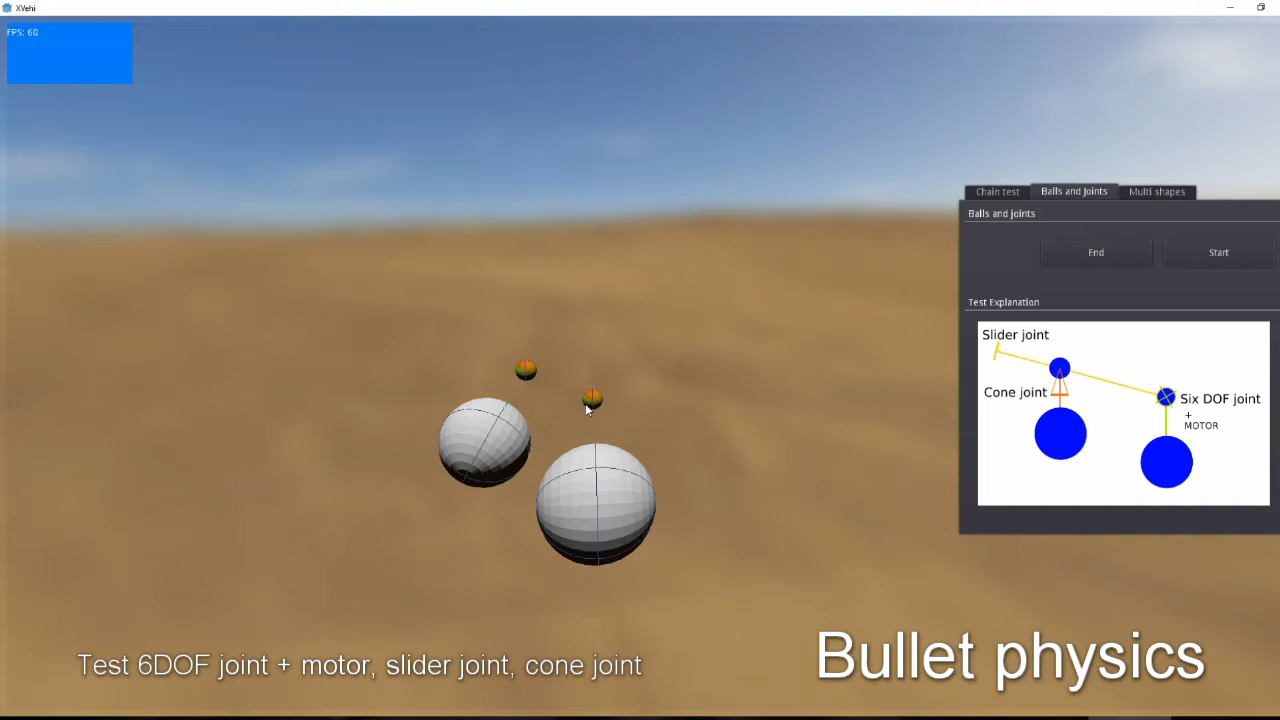 XVehi
FPS: 60
Chain test
Balls and Joints
Multi shapes
Balls and joints
End
Start
Test Explanation
Slider joint
Cone joint
Six DOF joint
+
MOTOR
Test 6DOF joint + motor, slider joint, cone joint
Bullet physics